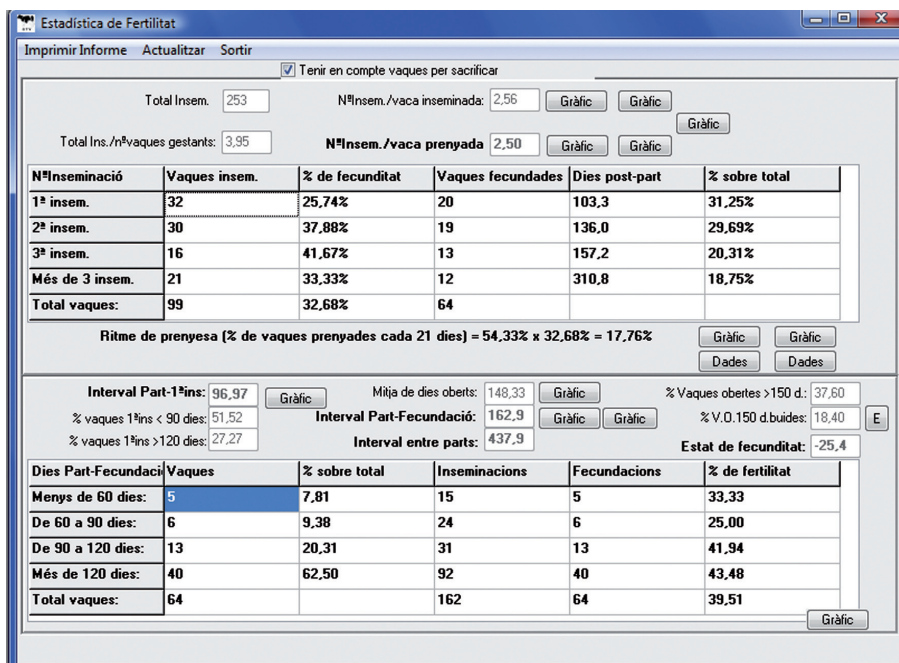 Estadística de Fertilitat
Imprimir Informe Actualitzar Sortir
Tenir en compte vaques per sacrificar
Total Insem. 253 NªInsem./vaca inseminada: 2,56 Gràfic Gràfic
Gràfic
Total Ins./nºvaques gestants: 3,95 NªInsem./vaca prenyada 2,50 Gràfic Gràfic
NªInseminació Vaques insem. % de fecunditat Vaques fecundades Dies post-part % sobre total
1ª insem. 32 25,74% 20 103,3 31,25%
2ª insem. 30 37,88% 19 136,0 29,69%
3ª insem. 16 41,67% 13 157,2 20,31%
Més de 3 insem. 21 33,33% 12 310,8 18,75%
Total vaques: 99 32,68% 64
Ritme de prenyesa (% de vaques prenyades cada 21 dies) = 54,33% x 32,68% = 17,76% Gràfic Gràfic
Dades Dades
Interval Part-1ªins: 96,97 Gràfic Mitja de dies oberts: 148,33 Gràfic % Vaques obertes >150 d.: 37,60
% vaques 1ªins < 90 dies: 51,52 Interval Part-Fecundació: 162,9 Gràfic Gràfic % V.O.150 d.buides: 18,40 E
% vaques 1ªins >120 dies: 27,27 Interval entre parts: 437,9 Estat de fecunditat: -25,4
Dies Part-Fecundaci Vaques % sobre total Inseminacions Fecundacions % de fertilitat
Menys de 60 dies: 5 7,81 15 5 33,33
De 60 a 90 dies: 6 9,38 24 6 25,00
De 90 a 120 dies: 13 20,31 31 13 41,94
Més de 120 dies: 40 62,50 92 40 43,48
Total vaques: 64 162 64 39,51
Gràfic